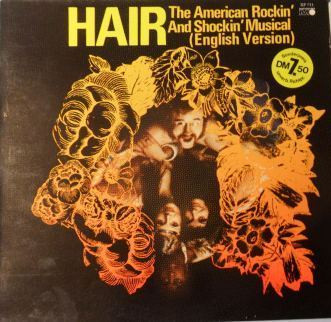 HAIR
The American Rockin'
And Shockin' Musical
(English Version)
DM 7.50